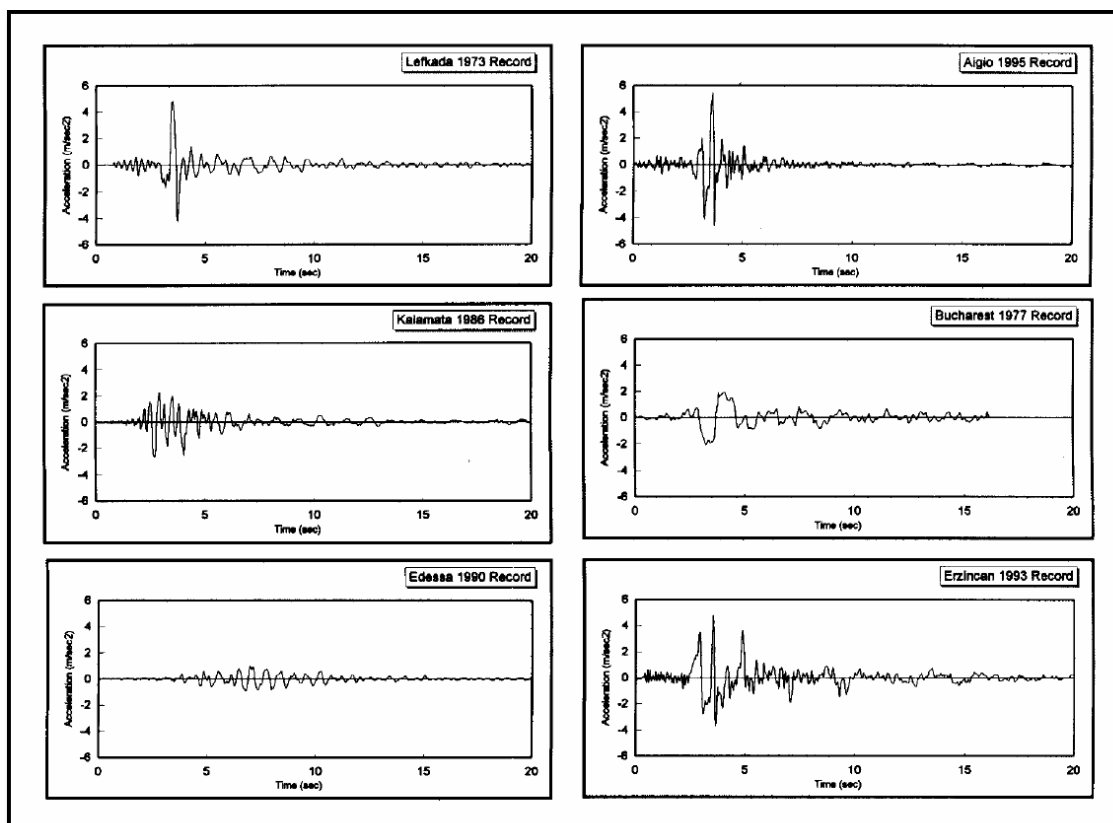 Lefkada 1973 Record
Acceleration (m/sec2)
6
4
2
0
-2
-4
-6
0 5 10 15 20
Time (sec)
Aigio 1995 Record
Acceleration (m/sec2)
6
4
2
0
-2
-4
-6
0 5 10 15 20
Time (sec)
Kalamata 1986 Record
Acceleration (m/sec2)
6
4
2
0
-2
-4
-6
0 5 10 15 20
Time (sec)
Bucharest 1977 Record
Acceleration (m/sec2)
6
4
2
0
-2
-4
-6
0 5 10 15 20
Time (sec)
Edessa 1990 Record
Acceleration (m/sec2)
6
4
2
0
-2
-4
-6
0 5 10 15 20
Time (sec)
Erzincan 1993 Record
Acceleration (m/sec2)
6
4
2
0
-2
-4
-6
0 5 10 15 20
Time (sec)